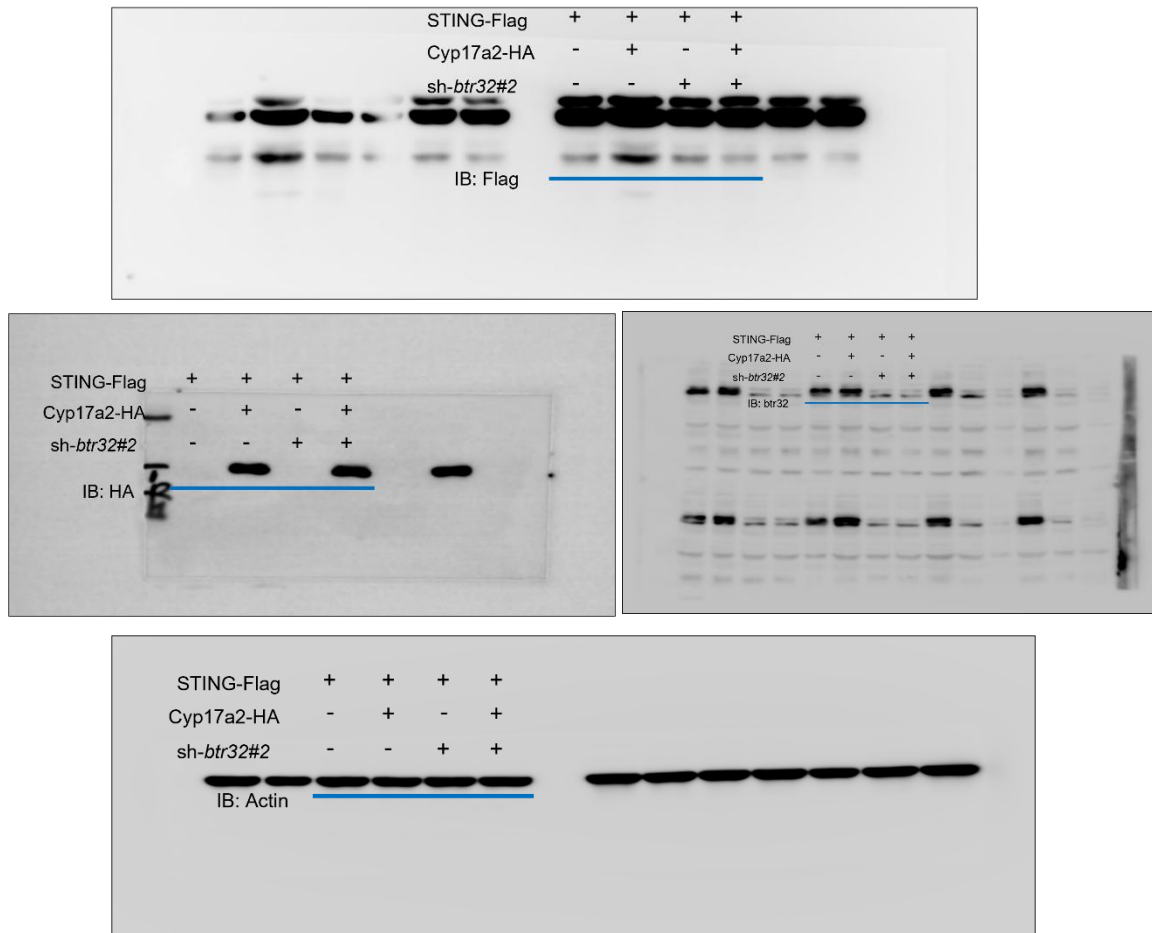 STING-Flag + + + +
Cyp17a2-HA - + - +
sh-btr32#2 - - + +
IB: Flag
STING-Flag + + + +
Cyp17a2-HA - + - +
sh-btr32#2 - - + +
IB: HA
STING-Flag + + + +
Cyp17a2-HA - + - +
sh-btr32#2 - - + +
IB: btr32
STING-Flag + + + +
Cyp17a2-HA - + - +
sh-btr32#2 - - + +
IB: Actin